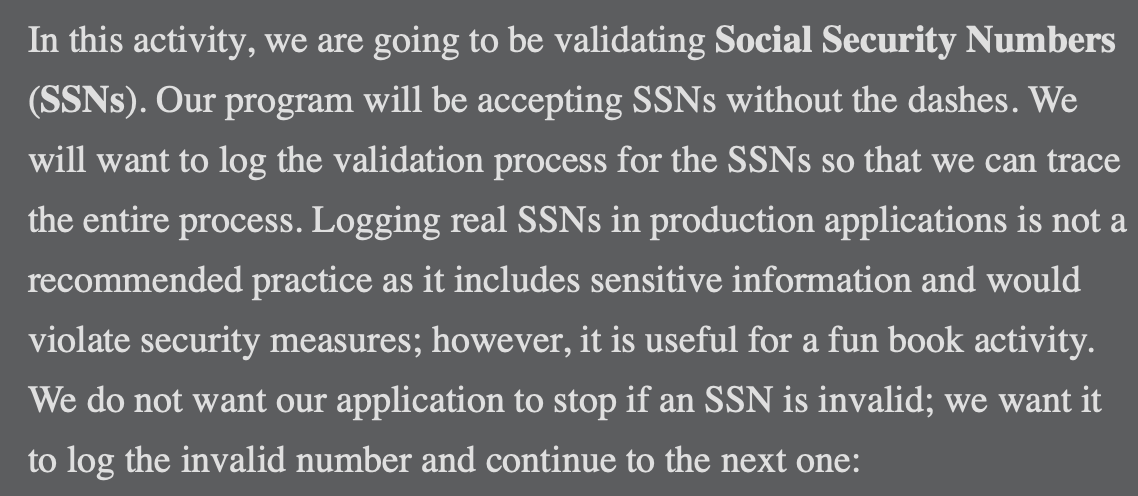 In this activity, we are going to be validating Social Security Numbers
(SSNs). Our program will be accepting SSNs without the dashes. We
will want to log the validation process for the SSNs so that we can trace
the entire process. Logging real SSNs in production applications is not a
recommended practice as it includes sensitive information and would
violate security measures; however, it is useful for a fun book activity.
We do not want our application to stop if an SSN is invalid; we want it
to log the invalid number and continue to the next one: